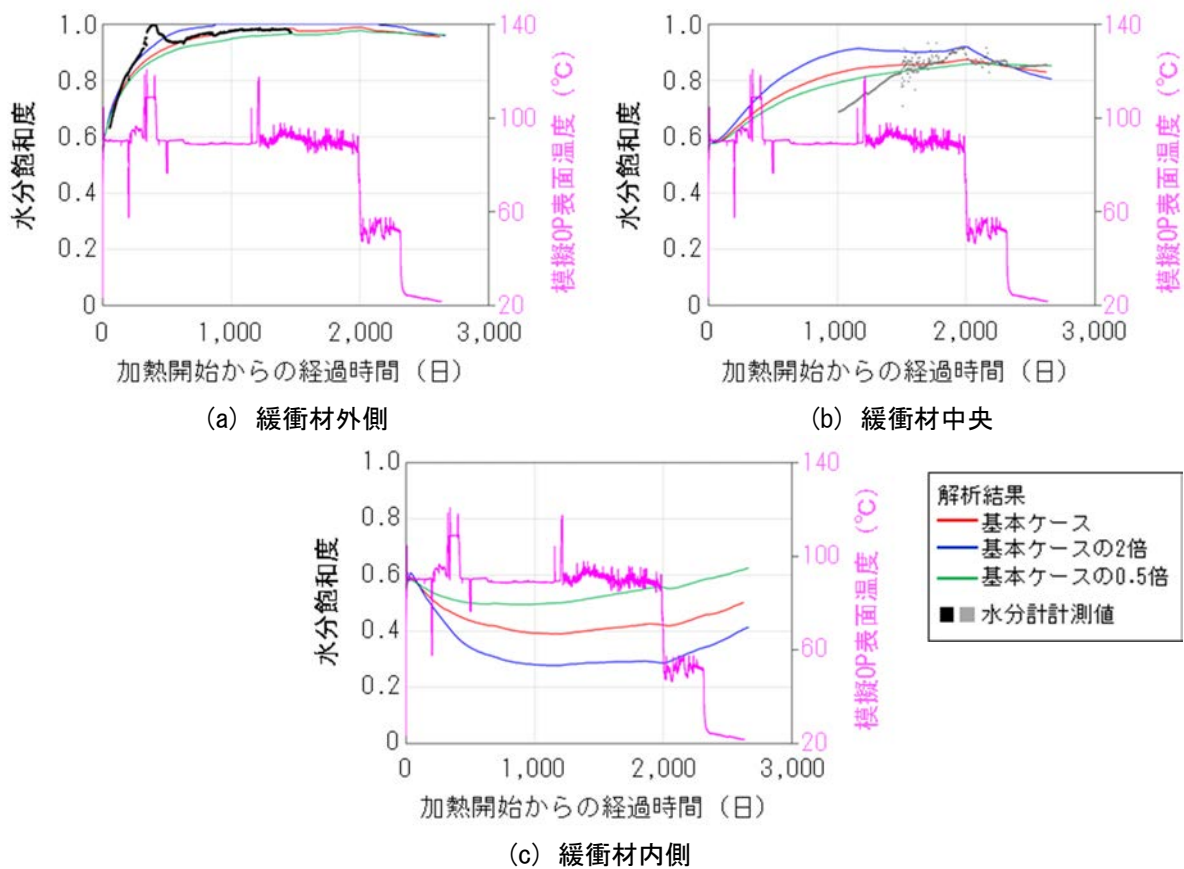 1.0
0.8
0.6
0.4
0.2
0
水分飽和度
140
100
60
20
模擬OP表面温度（℃）
0
1,000
2,000
3,000
加熱開始からの経過時間（日）
(a) 緩衝材外側
1.0
0.8
0.6
0.4
0.2
0
水分飽和度
140
100
60
20
模擬OP表面温度（℃）
0
1,000
2,000
3,000
加熱開始からの経過時間（日）
(b) 緩衝材中央
1.0
0.8
0.6
0.4
0.2
0
水分飽和度
140
100
60
20
模擬OP表面温度（℃）
0
1,000
2,000
3,000
加熱開始からの経過時間（日）
(c) 緩衝材内側
解析結果
基本ケース
基本ケースの2倍
基本ケースの0.5倍
水分計計測値